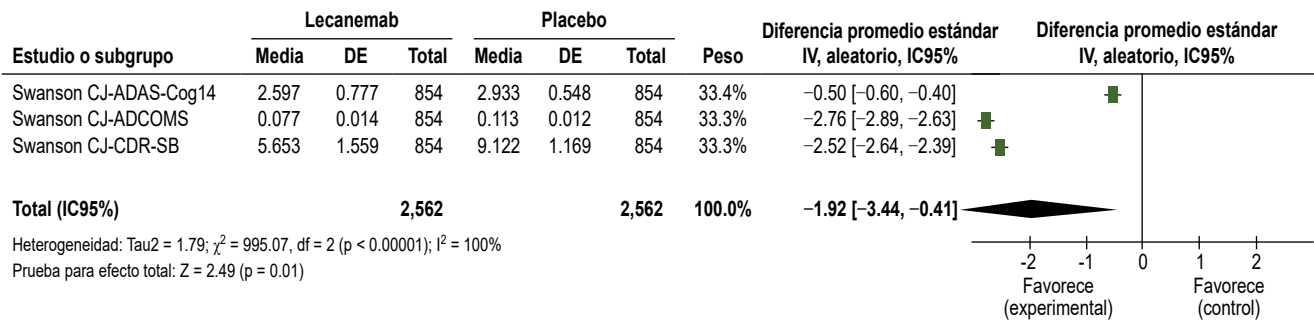 Lecanemab Placebo Diferencia promedio estándar Diferencia promedio estándar
Estudio o subgrupo Media DE Total Media DE Total Peso IV, aleatorio, IC95% IV, aleatorio, IC95%
Swanson CJ-ADAS-Cog14 2.597 0.777 854 2.933 0.548 854 33.4% −0.50 [−0.60, −0.40]
Swanson CJ-ADCOMS 0.077 0.014 854 0.113 0.012 854 33.3% −2.76 [−2.89, −2.63]
Swanson CJ-CDR-SB 5.653 1.559 854 9.122 1.169 854 33.3% −2.52 [−2.64, −2.39]
Total (IC95%) 2,562 2,562 100.0% −1.92 [−3.44, −0.41]
Heterogeneidad: Tau2 = 1.79; χ² = 995.07, df = 2 (p < 0.00001); I² = 100%
Prueba para efecto total: Z = 2.49 (p = 0.01)
-2 -1 0 1 2
Favorece Favorece
(experimental) (control)